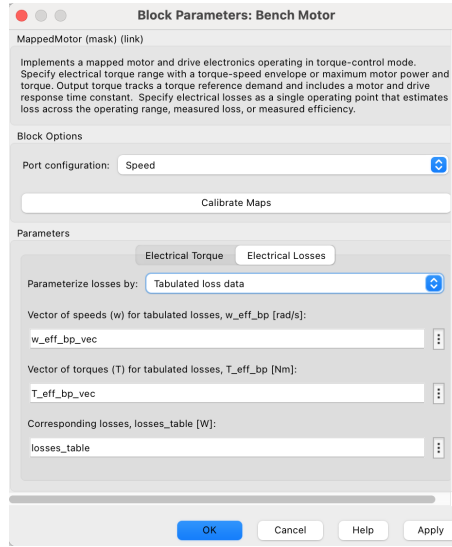 Block Parameters: Bench Motor
MappedMotor (mask) (link)
Implements a mapped motor and drive electronics operating in torque-control mode.
Specify electrical torque range with a torque-speed envelope or maximum motor power and
torque. Output torque tracks a torque reference demand and includes a motor and drive
response time constant. Specify electrical losses as a single operating point that estimates
loss across the operating range, measured loss, or measured efficiency.
Block Options
Port configuration: Speed
Calibrate Maps
Parameters
Electrical Torque Electrical Losses
Parameterize losses by: Tabulated loss data
Vector of speeds (w) for tabulated losses, w_eff_bp [rad/s]:
w_eff_bp_vec
Vector of torques (T) for tabulated losses, T_eff_bp [Nm]:
T_eff_bp_vec
Corresponding losses, losses_table [W]:
losses_table
OK Cancel Help Apply